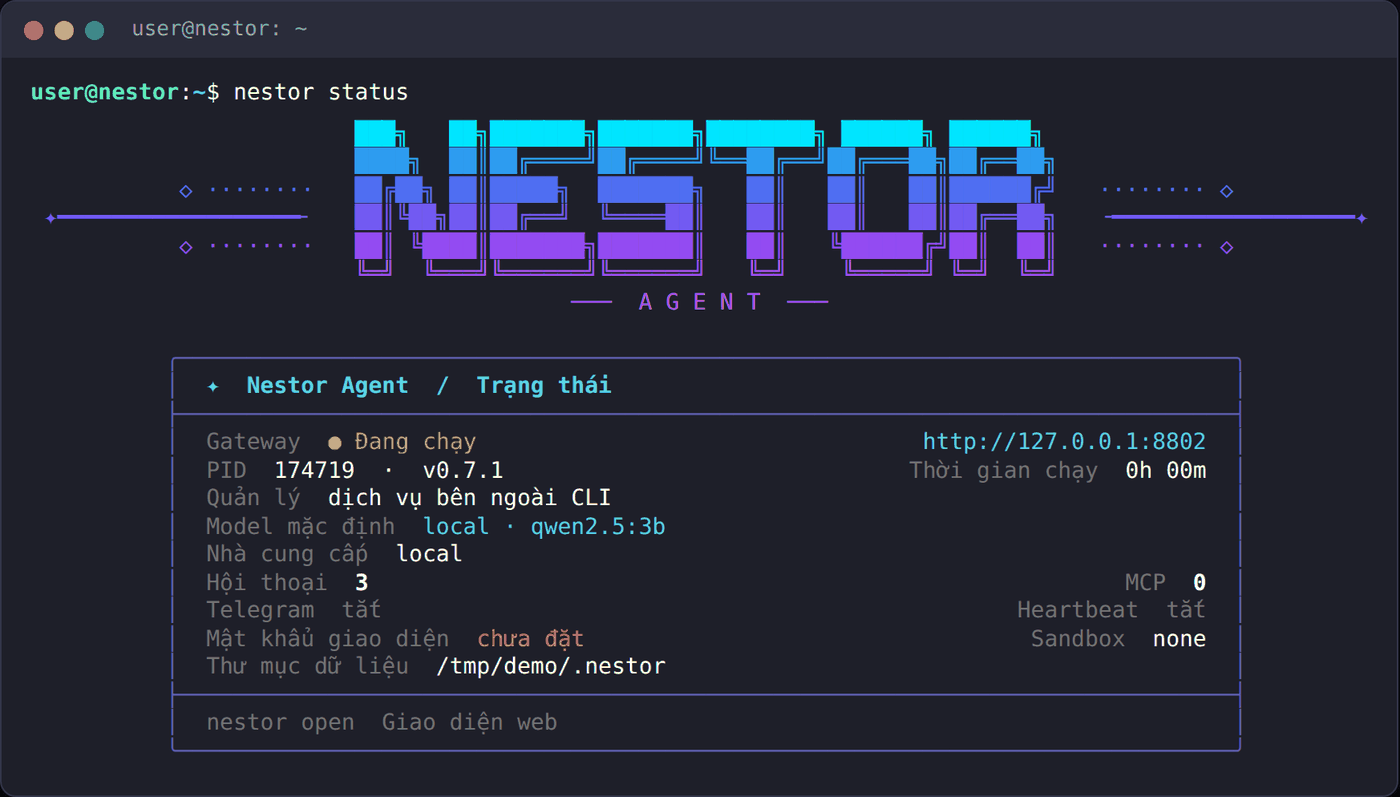 user@nestor: ~
user@nestor:~$ nestor status
NESTOR
AGENT
Nestor Agent / Trạng thái
Gateway ● Đang chạy http://127.0.0.1:8802
PID 174719 · v0.7.1 Thời gian chạy 0h 00m
Quản lý dịch vụ bên ngoài CLI
Model mặc định local · qwen2.5:3b
Nhà cung cấp local
Hội thoại 3 MCP 0
Telegram tắt Heartbeat tắt
Mật khẩu giao diện chưa đặt Sandbox none
Thư mục dữ liệu /tmp/demo/.nestor
nestor open Giao diện web